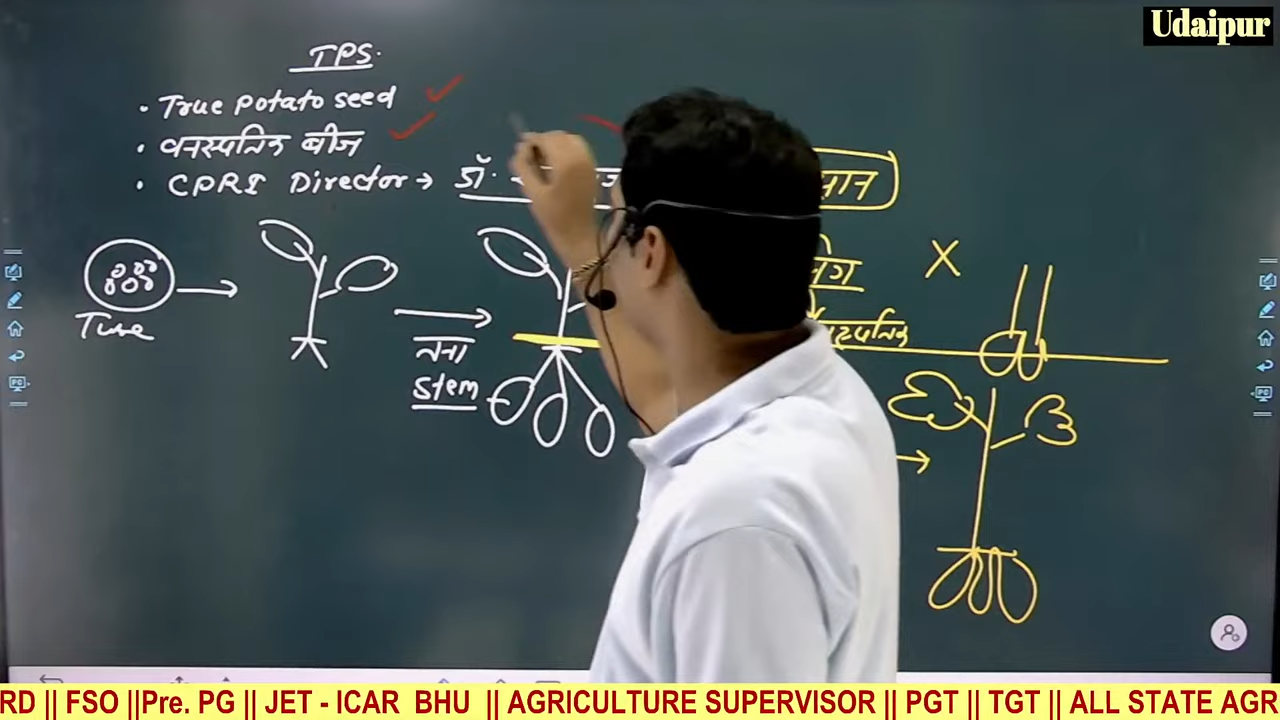 Udaipur
TPS.
• True potato seed
• वनस्पतिक बीज
• CPRI Director → डॉ.
X
Tuse
तना
Stem
RD || FSO ||Pre. PG || JET - ICAR BHU || AGRICULTURE SUPERVISOR || PGT || TGT || ALL STATE AGR